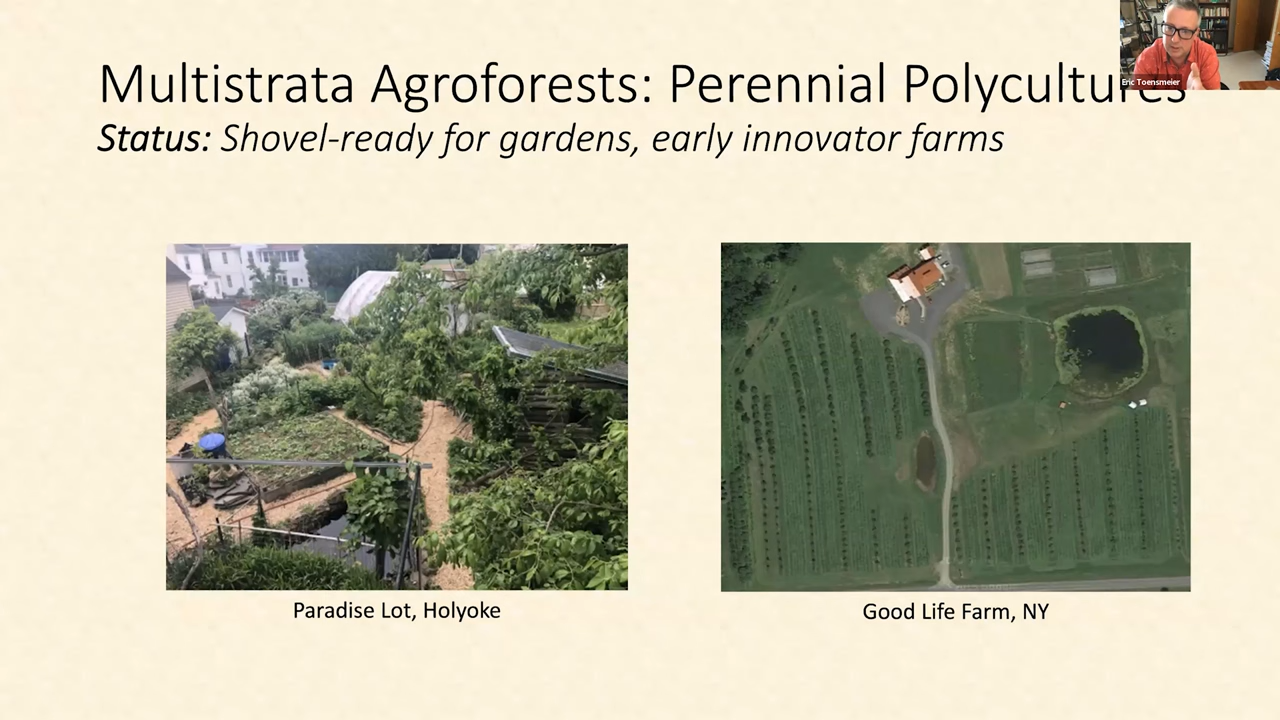 Multistrata Agroforests: Perennial Polycultures
Eric Toensmeier
Status: Shovel-ready for gardens, early innovator farms
Paradise Lot, Holyoke
Good Life Farm, NY